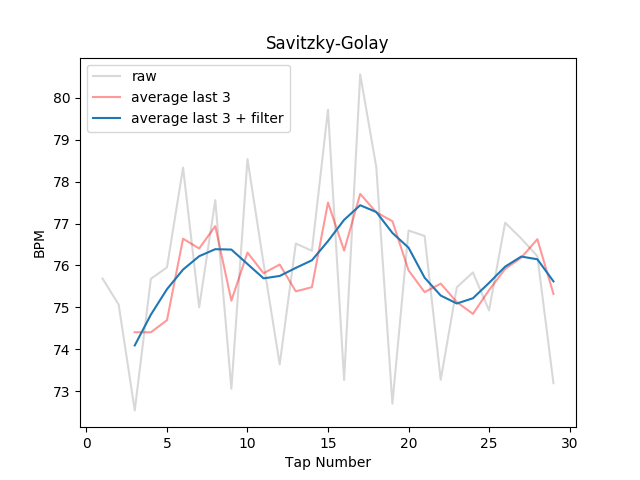 Savitzky-Golay
raw
average last 3
average last 3 + filter
BPM
80
79
78
77
76
75
74
73
0 5 10 15 20 25 30
Tap Number